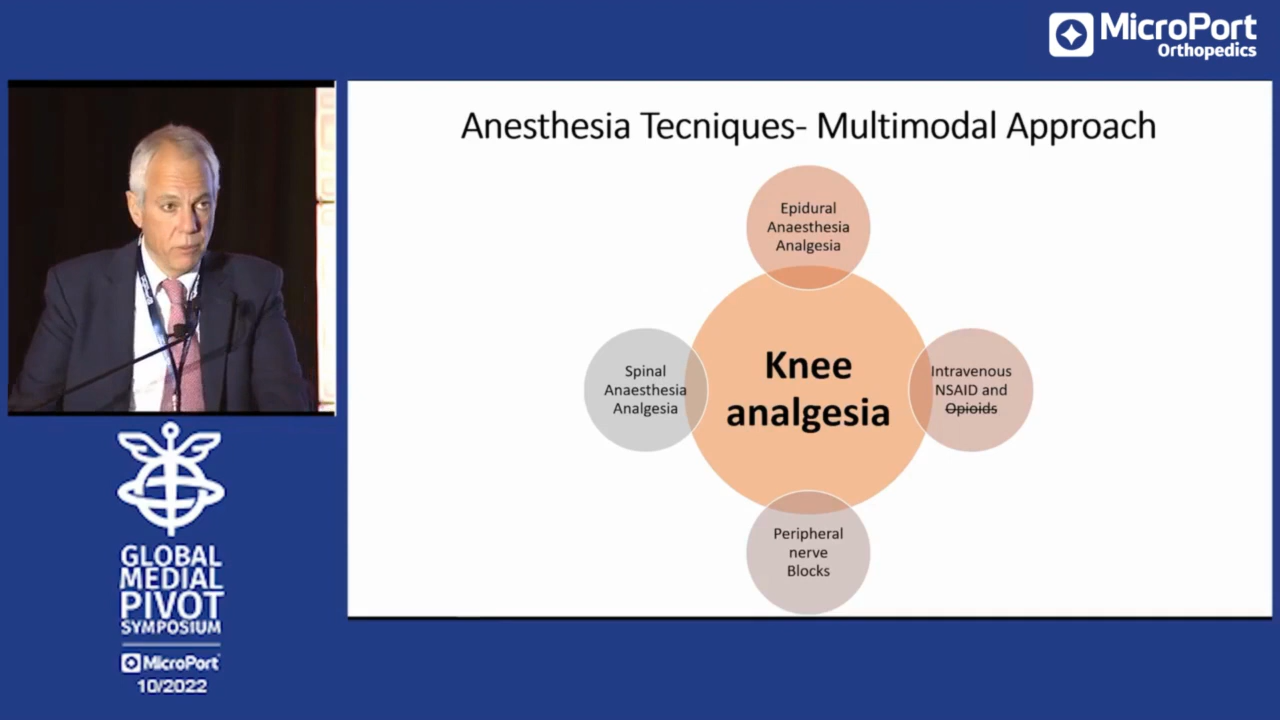 MicroPort
Orthopedics
Anesthesia Tecniques- Multimodal Approach
Epidural
Anaesthesia
Analgesia
Spinal
Anaesthesia
Analgesia
Knee
analgesia
Intravenous
NSAID and
Opioids
Peripheral
nerve
Blocks
GLOBAL
MEDIAL
PIVOT
SYMPOSIUM
MicroPort
10/2022